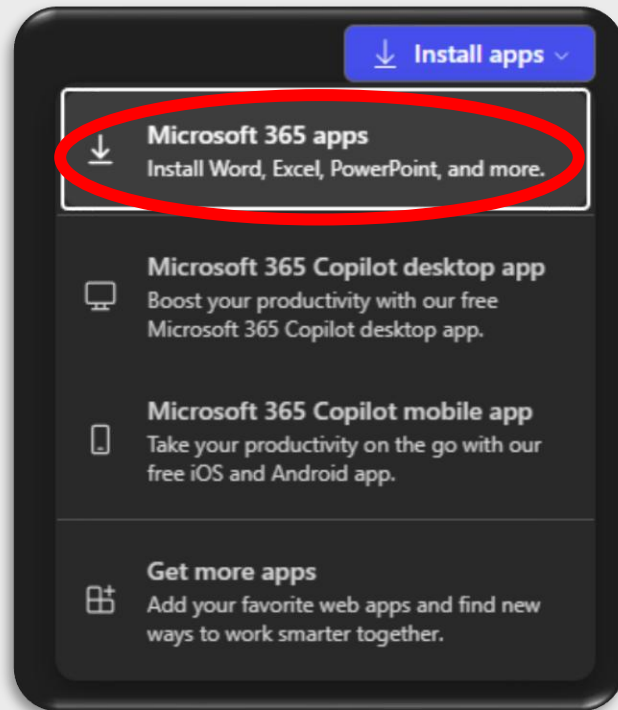 Install apps
Microsoft 365 apps
Install Word, Excel, PowerPoint, and more.
Microsoft 365 Copilot desktop app
Boost your productivity with our free
Microsoft 365 Copilot desktop app.
Microsoft 365 Copilot mobile app
Take your productivity on the go with our
free iOS and Android app.
Get more apps
Add your favorite web apps and find new
ways to work smarter together.